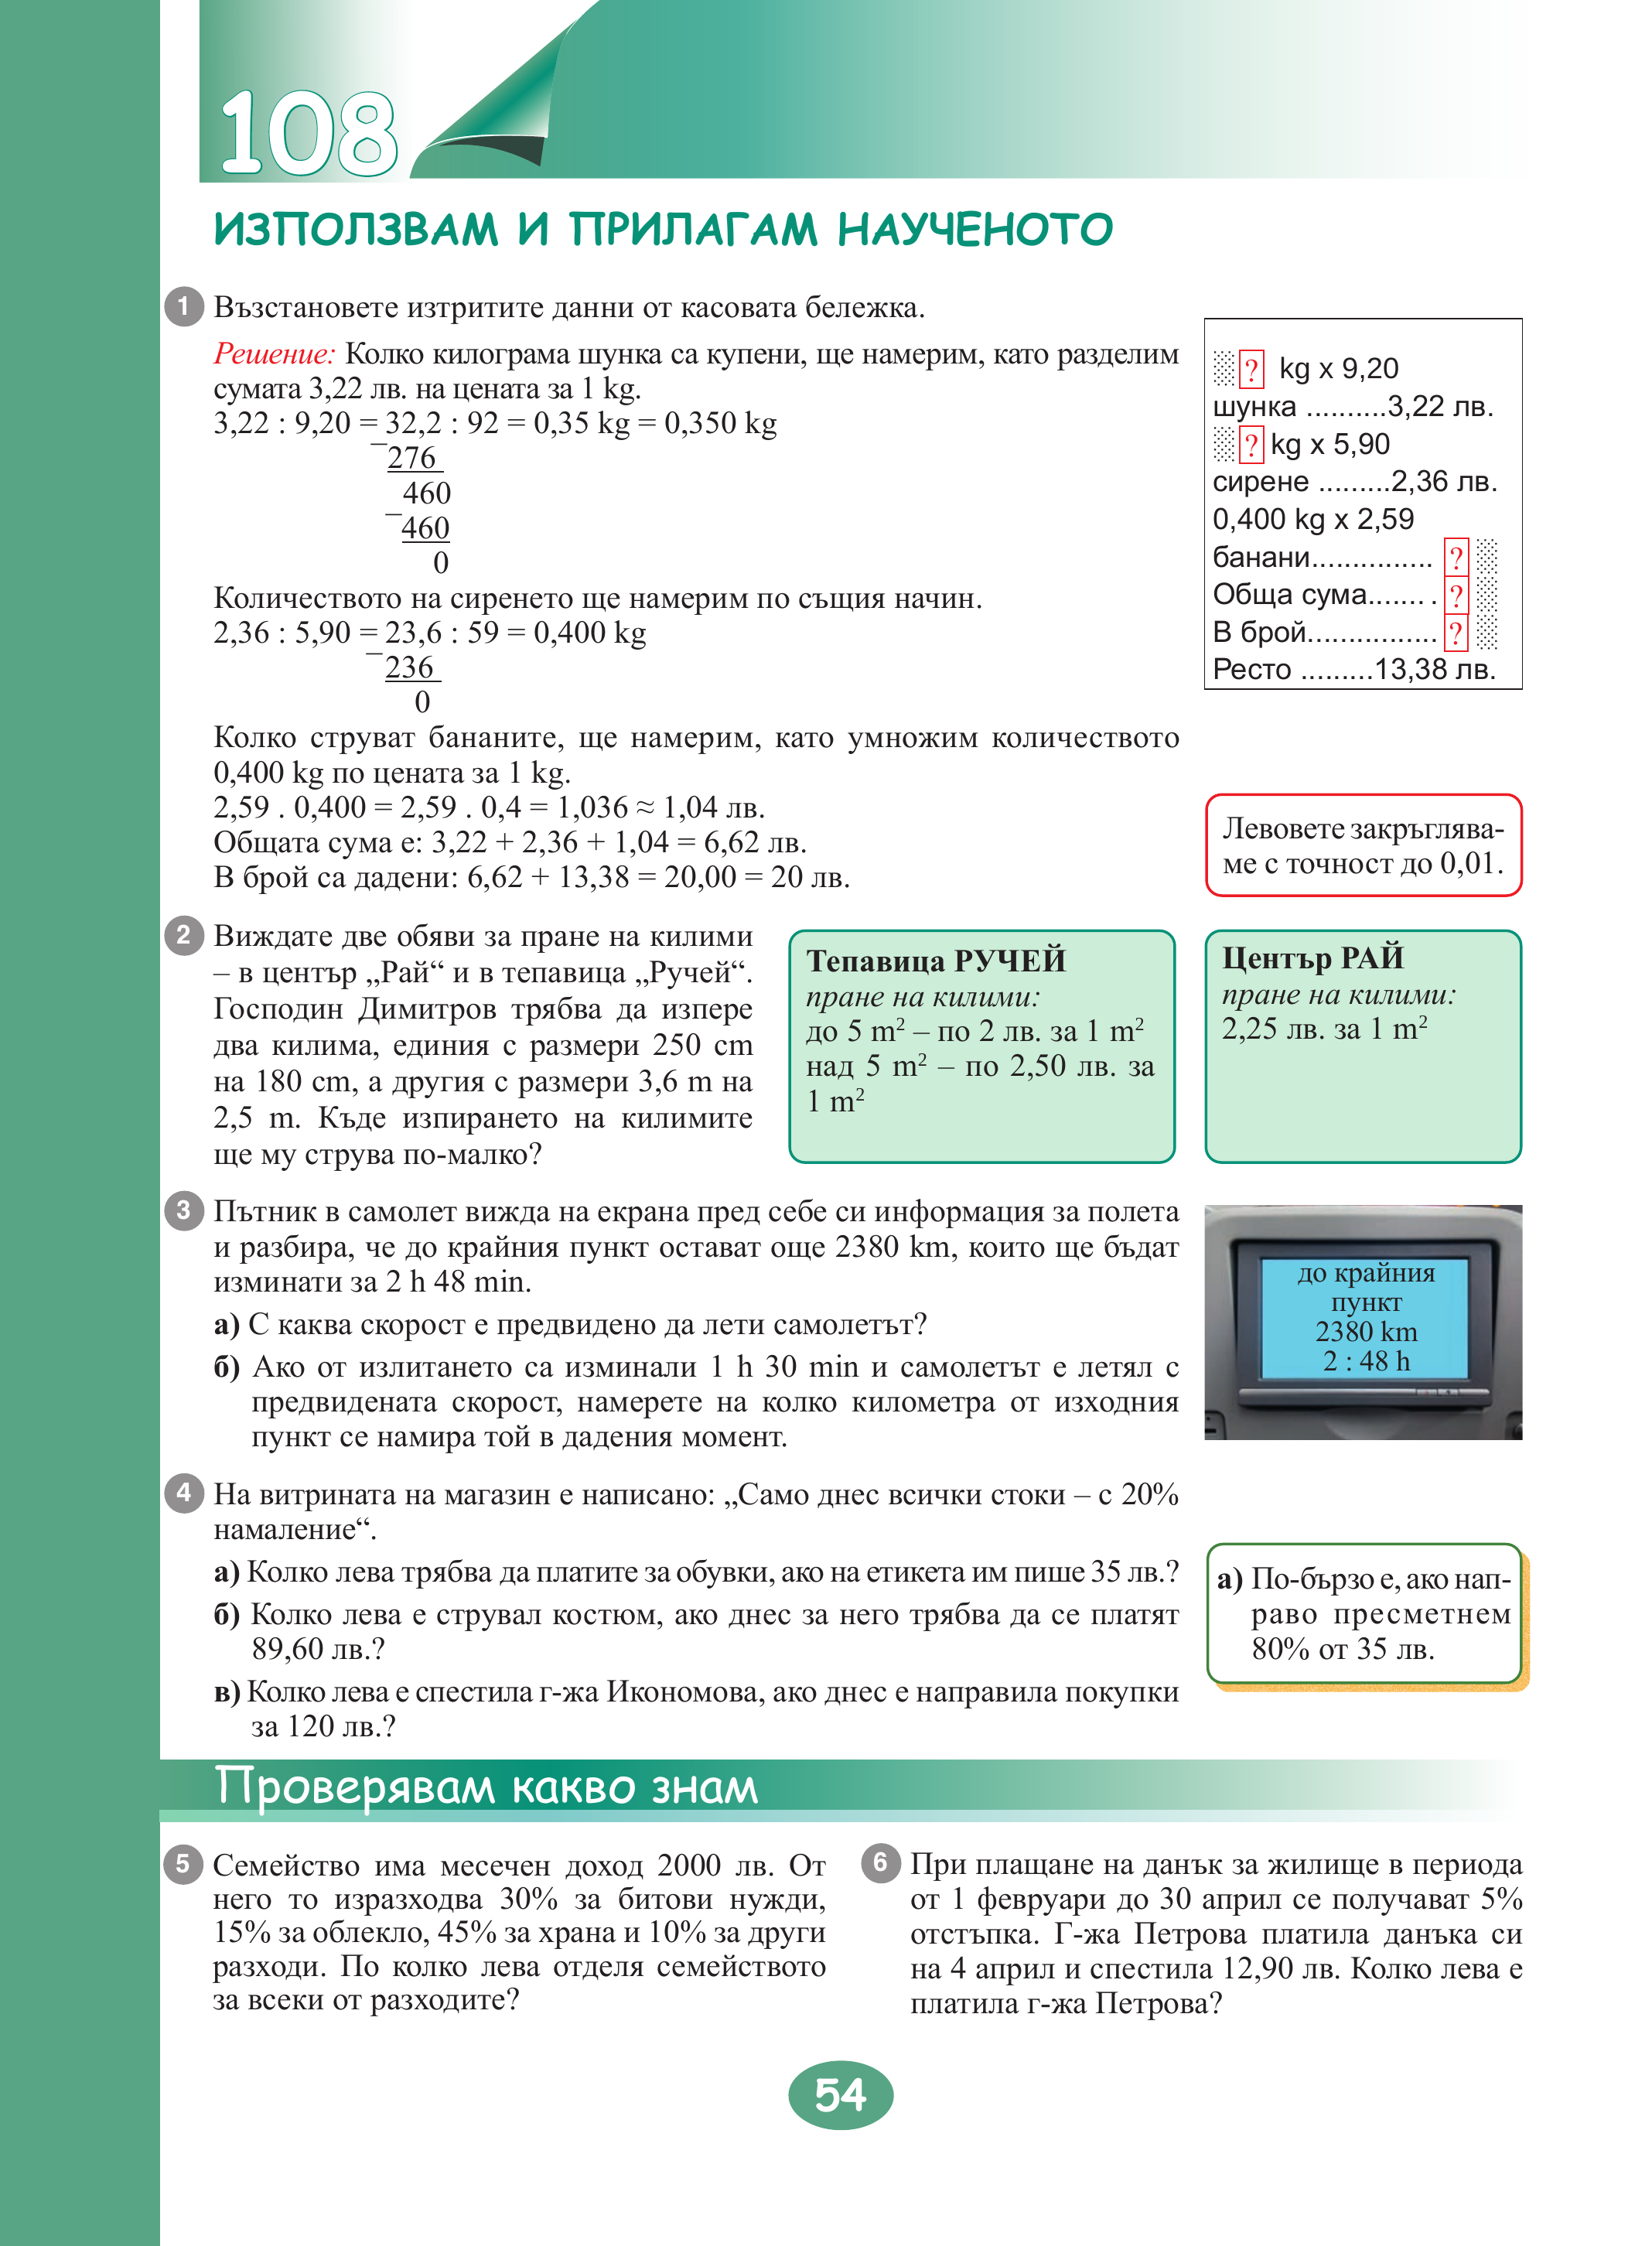 108
ИЗПОЛЗВАМ И ПРИЛАГАМ НАУЧЕНОТО
1 Възстановете изтритите данни от касовата бележка.
Решение: Колко килограма шунка са купени, ще намерим, като разделим
сумата 3,22 лв. на цената за 1 kg.
3,22 : 9,20 = 32,2 : 92 = 0,35 kg = 0,350 kg
– 276
460
– 460
0
Количеството на сиренето ще намерим по същия начин.
2,36 : 5,90 = 23,6 : 59 = 0,400 kg
– 236
0
Колко струват бананите, ще намерим, като умножим количеството
0,400 kg по цената за 1 kg.
2,59 . 0,400 = 2,59 . 0,4 = 1,036 ≈ 1,04 лв.
Общата сума е: 3,22 + 2,36 + 1,04 = 6,62 лв.
В брой са дадени: 6,62 + 13,38 = 20,00 = 20 лв.
? kg x 9,20
шунка ..........3,22 лв.
? kg x 5,90
сирене .........2,36 лв.
0,400 kg x 2,59
банани............... ?
Обща сума....... . ?
В брой................ ?
Ресто .........13,38 лв.
Левовете закръглява-
ме с точност до 0,01.
2 Виждате две обяви за пране на килими
– в център „Рай“ и в тепавица „Ручей“.
Господин Димитров трябва да изпере
два килима, единия с размери 250 cm
на 180 cm, а другия с размери 3,6 m на
2,5 m. Къде изпирането на килимите
ще му струва по-малко?
Тепавица РУЧЕЙ
пране на килими:
до 5 m² – по 2 лв. за 1 m²
над 5 m² – по 2,50 лв. за
1 m²
Център РАЙ
пране на килими:
2,25 лв. за 1 m²
3 Пътник в самолет вижда на екрана пред себе си информация за полета
и разбира, че до крайния пункт остават още 2380 km, които ще бъдат
изминати за 2 h 48 min.
а) С каква скорост е предвидено да лети самолетът?
б) Ако от излитането са изминали 1 h 30 min и самолетът е летял с
предвидената скорост, намерете на колко километра от изходния
пункт се намира той в дадения момент.
до крайния
пункт
2380 km
2 : 48 h
4 На витрината на магазин е написано: „Само днес всички стоки – с 20%
намаление“.
а) Колко лева трябва да платите за обувки, ако на етикета им пише 35 лв.?
б) Колко лева е струвал костюм, ако днес за него трябва да се платят
89,60 лв.?
в) Колко лева е спестила г-жа Икономова, ако днес е направила покупки
за 120 лв.?
а) По-бързо е, ако нап-
раво пресметнем
80% от 35 лв.
Проверявам какво знам
5 Семейство има месечен доход 2000 лв. От
него то изразходва 30% за битови нужди,
15% за облекло, 45% за храна и 10% за други
разходи. По колко лева отделя семейството
за всеки от разходите?
6 При плащане на данък за жилище в периода
от 1 февруари до 30 април се получават 5%
отстъпка. Г-жа Петрова платила данъка си
на 4 април и спестила 12,90 лв. Колко лева е
платила г-жа Петрова?
54